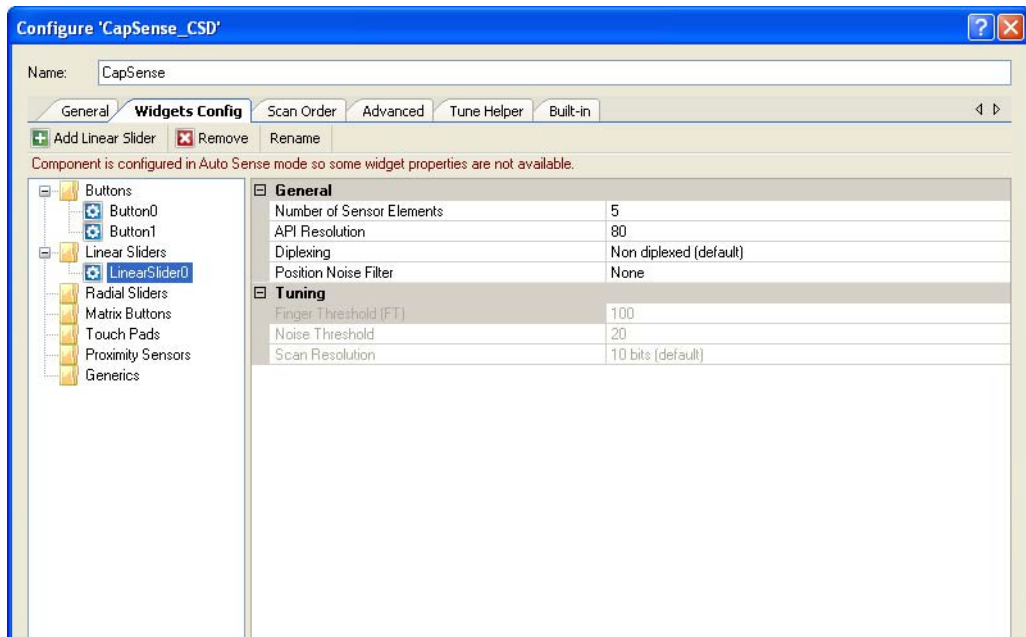 Configure 'CapSense_CSD'
Name: CapSense
General Widgets Config Scan Order Advanced Tune Helper Built-in
Add Linear Slider Remove Rename
Component is configured in Auto Sense mode so some widget properties are not available.
Buttons
Button0
Button1
Linear Sliders
LinearSlider0
Radial Sliders
Matrix Buttons
Touch Pads
Proximity Sensors
Generics
General
Number of Sensor Elements 5
API Resolution 80
Diplexing Non diplexed (default)
Position Noise Filter None
Tuning
Finger Threshold (FT) 100
Noise Threshold 20
Scan Resolution 10 bits (default)